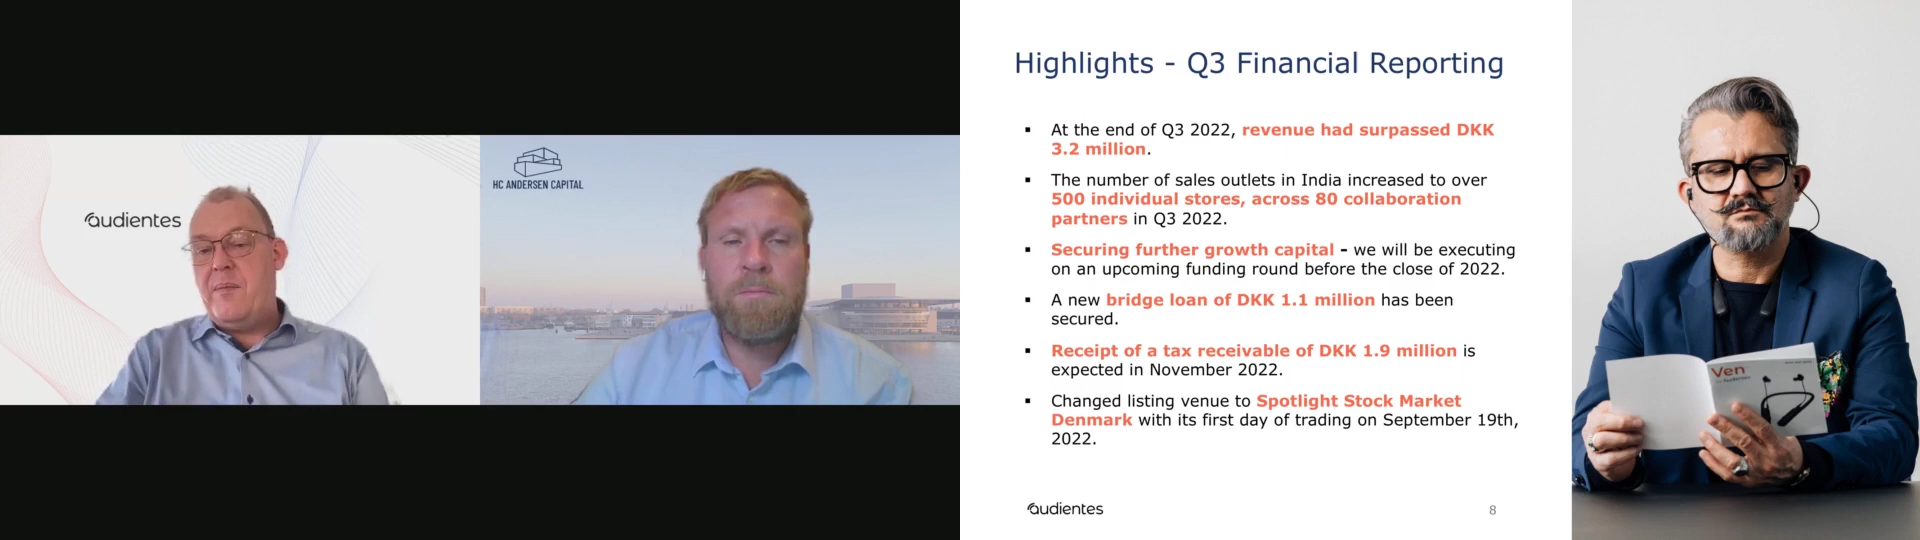 audientes
HC ANDERSEN CAPITAL
Highlights - Q3 Financial Reporting
▪ At the end of Q3 2022, revenue had surpassed DKK
3.2 million.
▪ The number of sales outlets in India increased to over
500 individual stores, across 80 collaboration
partners in Q3 2022.
▪ Securing further growth capital - we will be executing
on an upcoming funding round before the close of 2022.
▪ A new bridge loan of DKK 1.1 million has been
secured.
▪ Receipt of a tax receivable of DKK 1.9 million is
expected in November 2022.
▪ Changed listing venue to Spotlight Stock Market
Denmark with its first day of trading on September 19th,
2022.
audientes
8
Ven